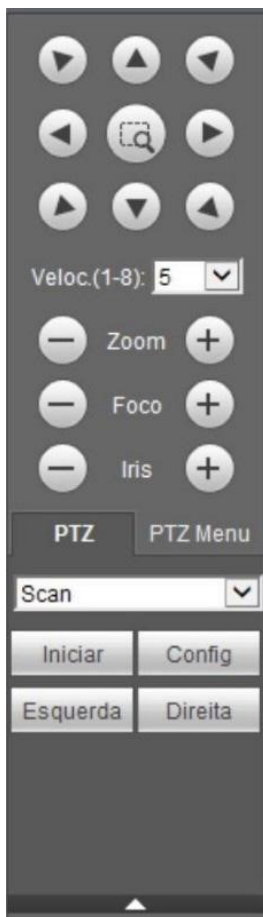 Veloc.(1-8): 5
Zoom
Foco
Iris
PTZ PTZ Menu
Scan
Iniciar Config
Esquerda Direita